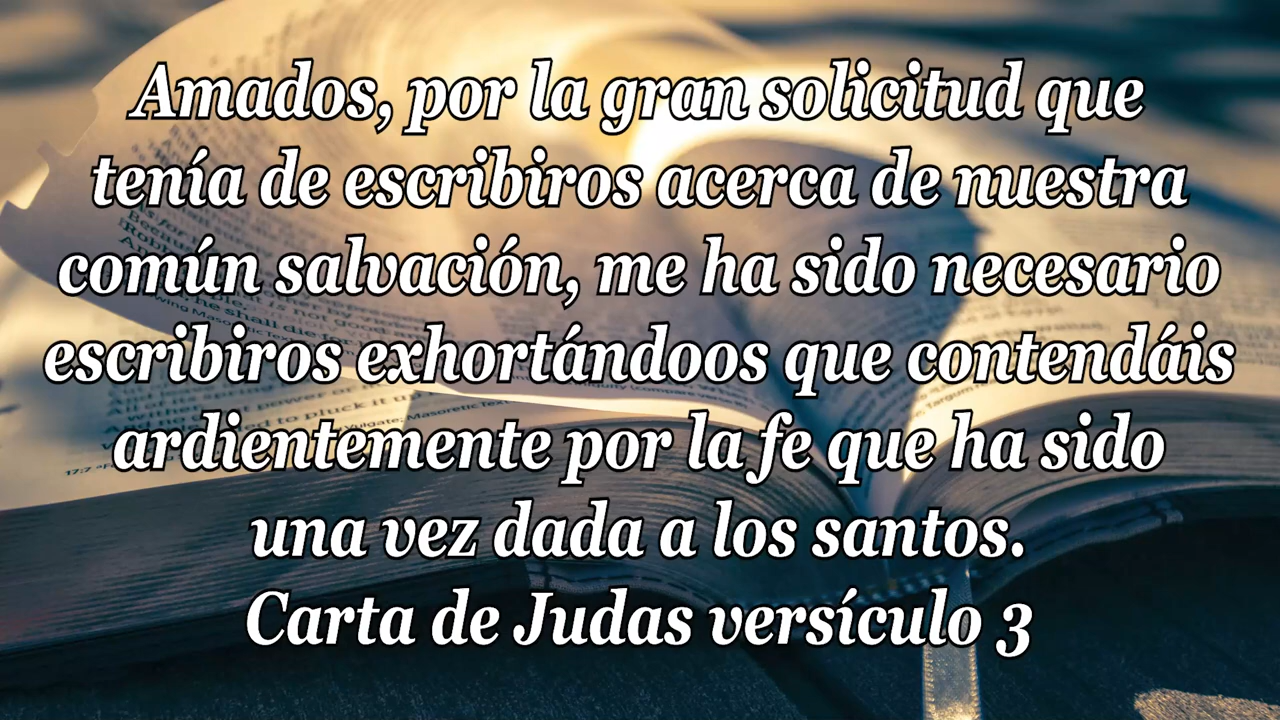 Amados, por la gran solicitud que
tenía de escribiros acerca de nuestra
común salvación, me ha sido necesario
escribiros exhortándoos que contendáis
ardientemente por la fe que ha sido
una vez dada a los santos.
Carta de Judas versículo 3